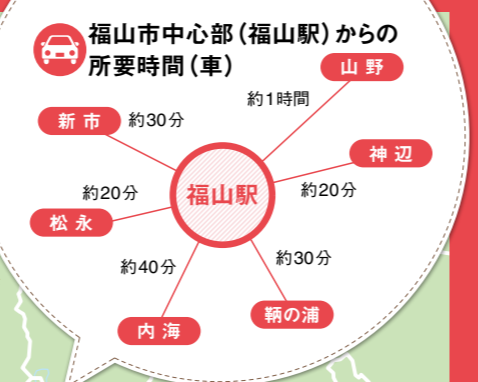 福山市中心部（福山駅）からの
所要時間（車）
山野
約1時間
新市
約30分
神辺
約20分
福山駅
約20分
松永
約40分
約30分
内海
鞆の浦